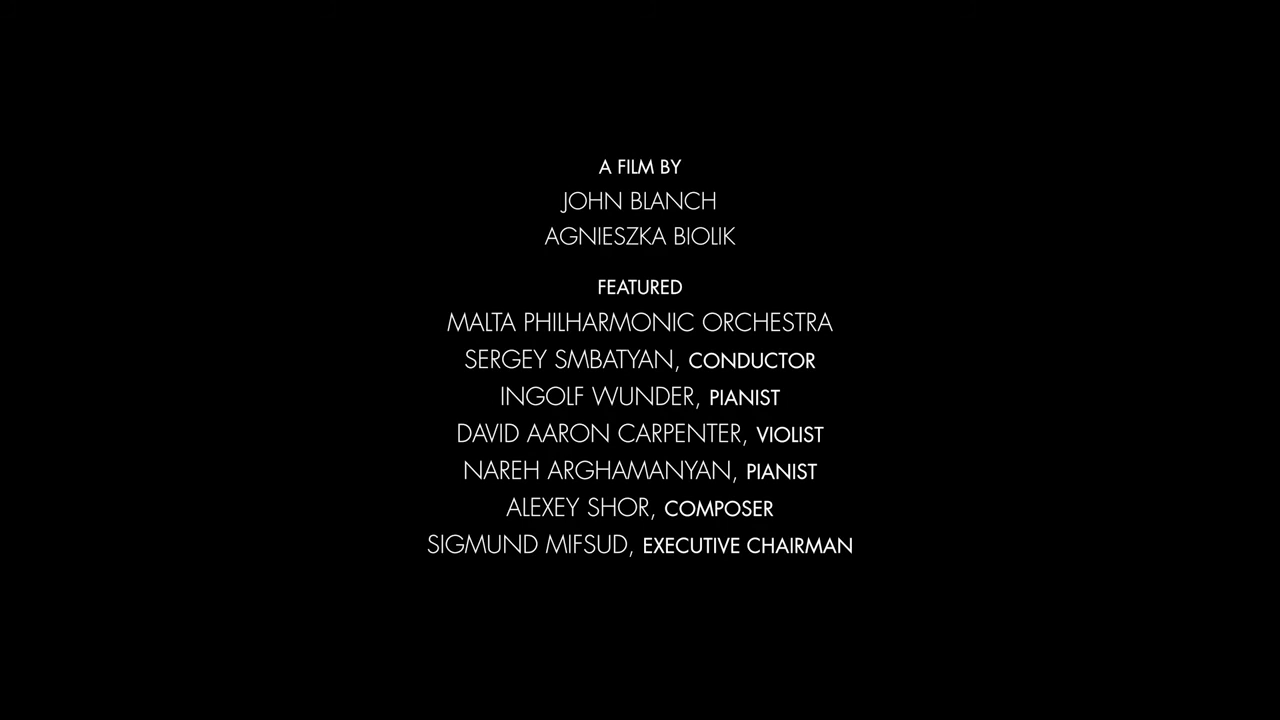 A FILM BY
JOHN BLANCH
AGNIESZKA BIOLIK
FEATURED
MALTA PHILHARMONIC ORCHESTRA
SERGEY SMBATYAN, CONDUCTOR
INGOLF WUNDER, PIANIST
DAVID AARON CARPENTER, VIOLIST
NAREH ARGHAMANYAN, PIANIST
ALEXEY SHOR, COMPOSER
SIGMUND MIFSUD, EXECUTIVE CHAIRMAN